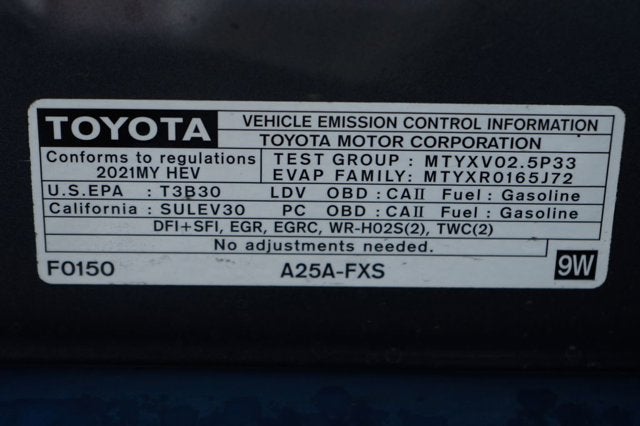 TOYOTA
VEHICLE EMISSION CONTROL INFORMATION
TOYOTA MOTOR CORPORATION
Conforms to regulations
2021MY HEV
TEST GROUP : MTYXV02.5P33
EVAP FAMILY: MTYXR0165J72
U.S.EPA : T3B30 LDV OBD : CAII Fuel : Gasoline
California : SULEV30 PC OBD : CAII Fuel : Gasoline
DFI+SFI, EGR, EGRC, WR-HO2S(2), TWC(2)
No adjustments needed.
F0150 A25A-FXS 9W